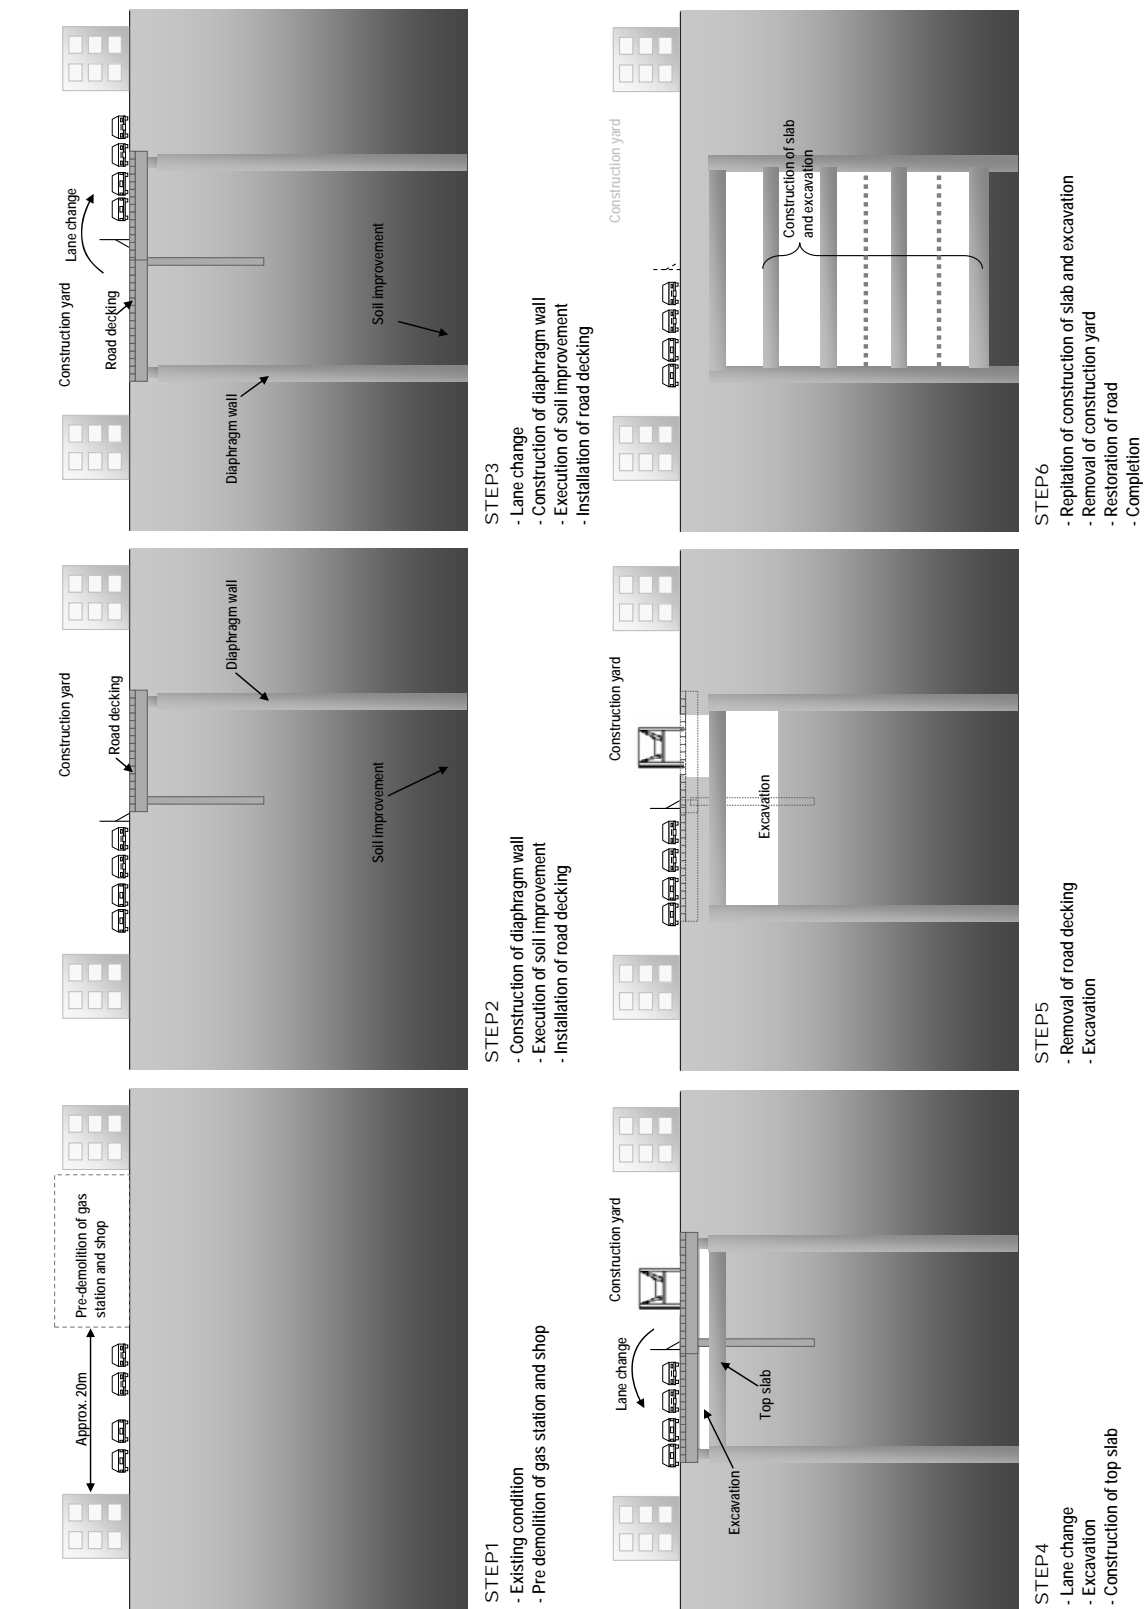 Approx. 20m
Pre-demolition of gas
station and shop
STEP1
- Existing condition
- Pre demolition of gas station and shop
Construction yard
Road decking
Diaphragm wall
Soil improvement
STEP2
- Construction of diaphragm wall
- Execution of soil improvement
- Installation of road decking
Construction yard
Lane change
Road decking
Diaphragm wall
Soil improvement
STEP3
- Lane change
- Construction of diaphragm wall
- Execution of soil improvement
- Installation of road decking
Lane change
Construction yard
Excavation
Top slab
STEP4
- Lane change
- Excavation
- Construction of top slab
Construction yard
Excavation
STEP5
- Removal of road decking
- Excavation
Construction yard
Construction of slab
and excavation
STEP6
- Repitation of construction of slab and excavation
- Removal of construction yard
- Restoration of road
- Completion